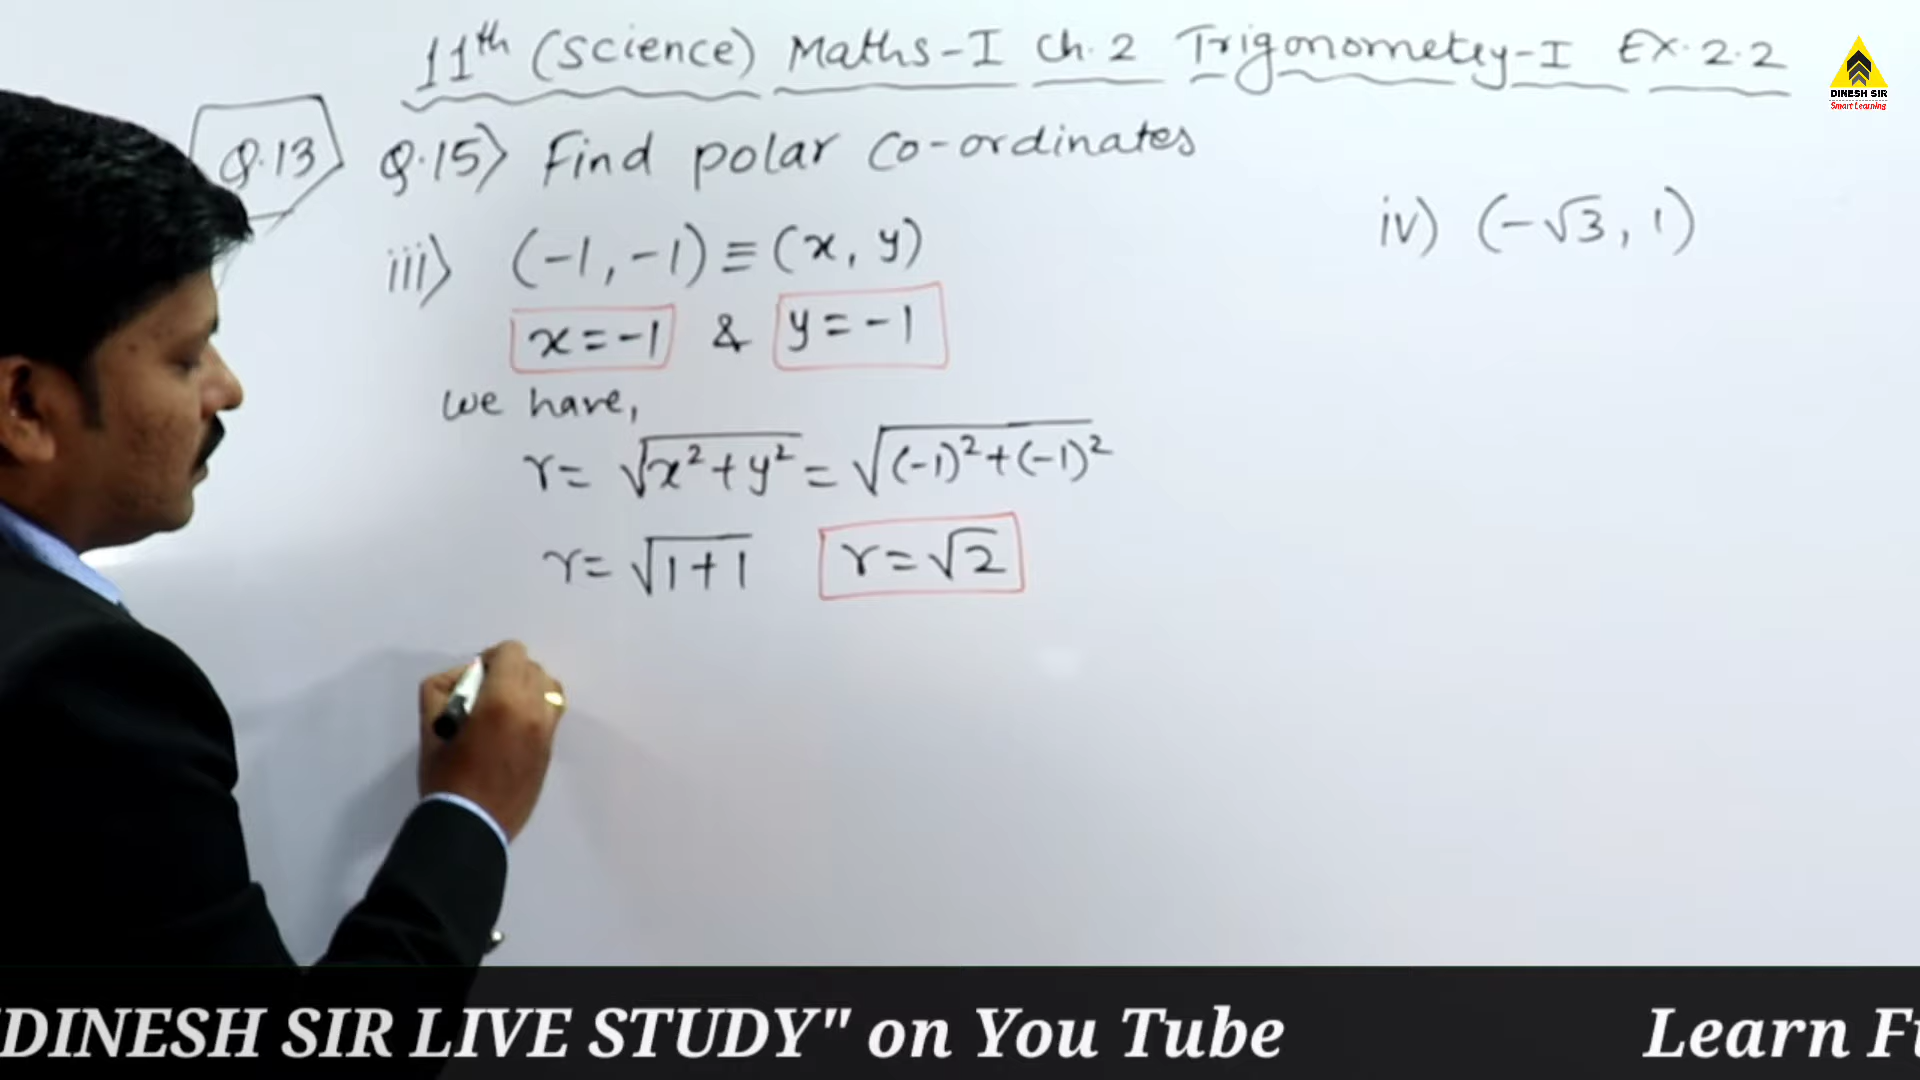 11th (Science) Maths-I Ch.2 Trigonometry-I Ex.2.2
DINESH SIR
Smart Learning
Q.13 Q.15) Find polar co-ordinates
iii) (-1, -1) ≡ (x, y)
iv) (-√3, 1)
x = -1 & y = -1
we have,
r = √x²+y² = √(-1)²+(-1)²
r = √1+1 r = √2
"DINESH SIR LIVE STUDY" on You Tube Learn Fu